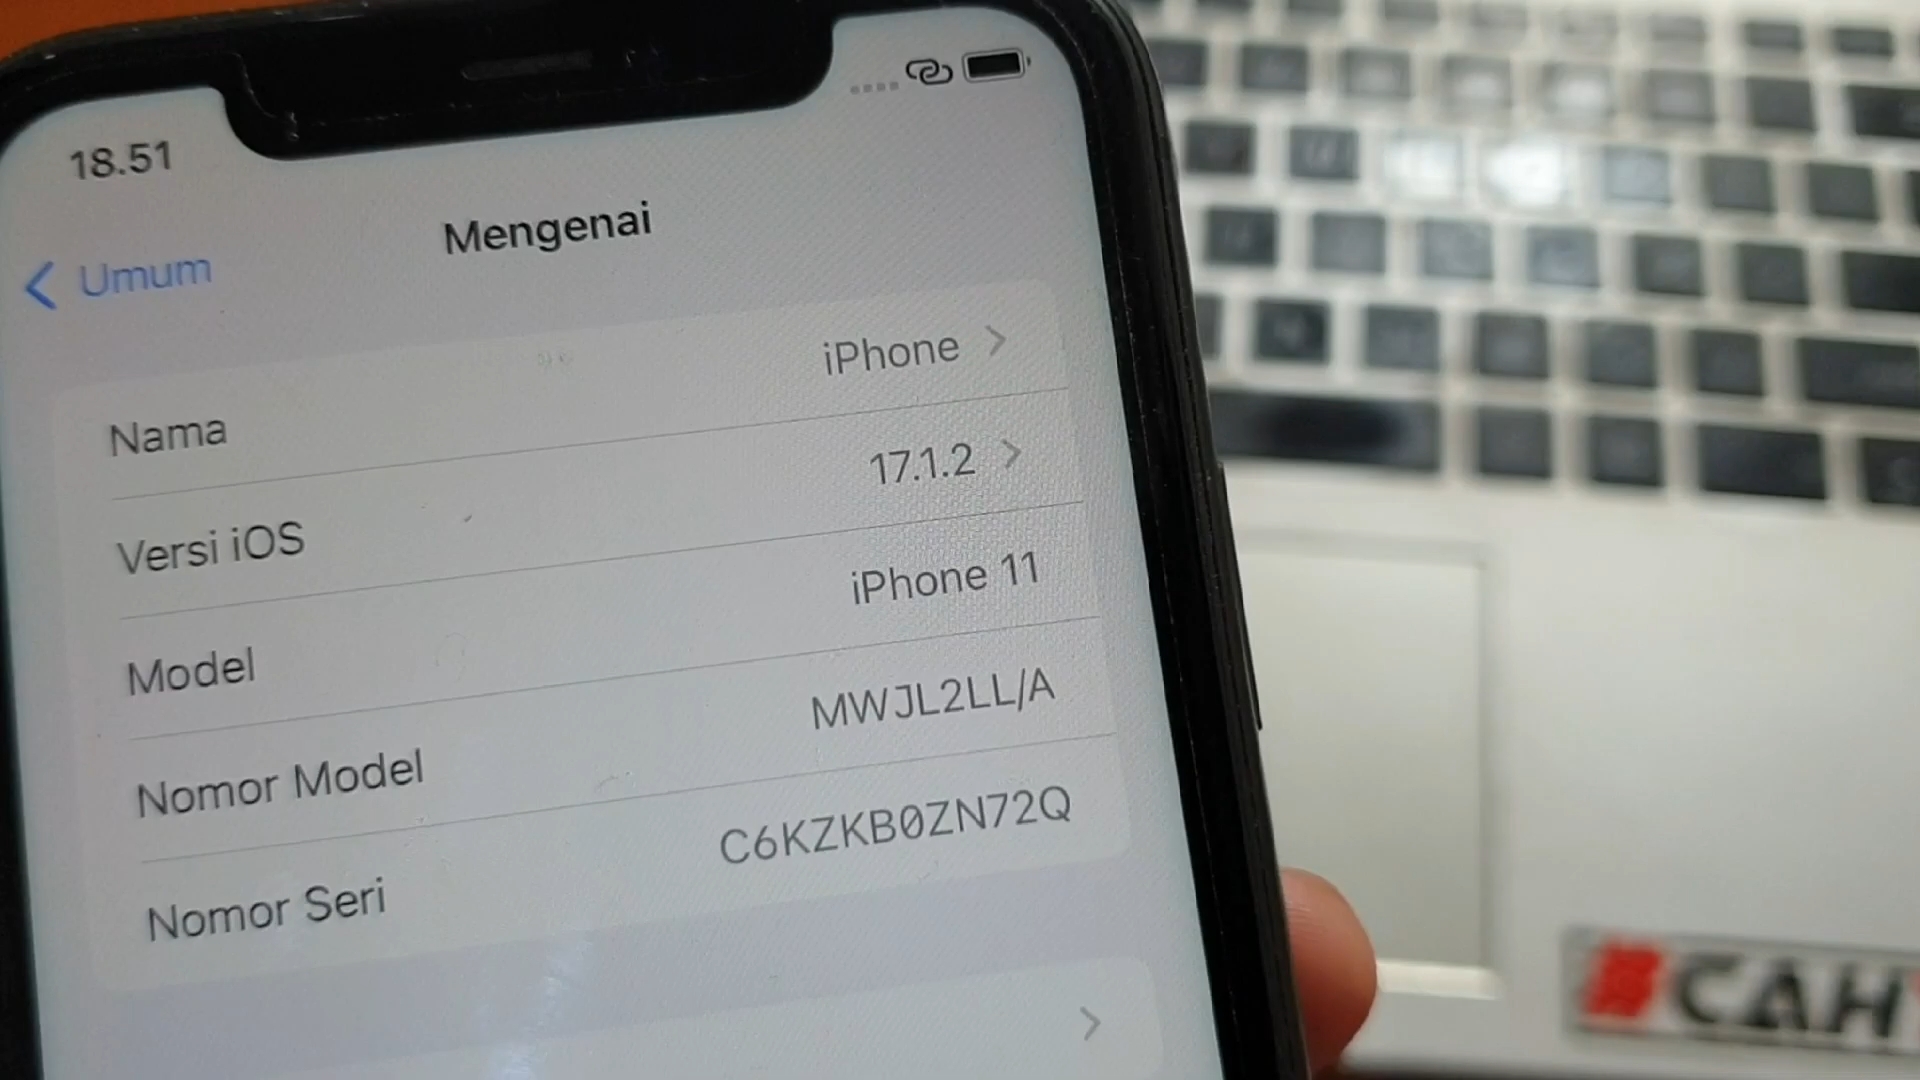 18.51
Mengenai
Umum
Nama iPhone
Versi iOS 17.1.2
Model iPhone 11
Nomor Model MWJL2LL/A
Nomor Seri C6KZKB0ZN72Q
CAH